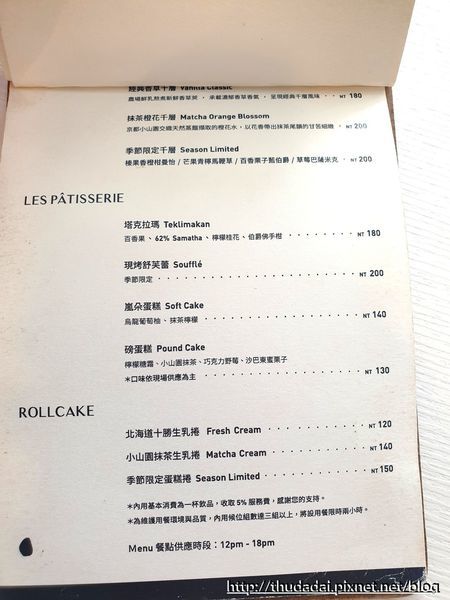 經典香草千層 Vanilla Classic
農場鮮乳熬煮新鮮香草莢，承載濃郁香草香氣，呈現經典千層風味 ‧‧ NT 180
抹茶橙花千層 Matcha Orange Blossom
京都小山園交織天然蒸餾擷取的橙花水，以花香帶出抹茶尾韻的甘苦細緻 ‧ NT 200
季節限定千層 Season Limited
榛果香橙柑曼怡 / 芒果青檸馬鞭草 / 百香栗子藍伯爵 / 草莓巴薩米克 ‧ NT 200
LES PÂTISSERIE
塔克拉瑪 Teklimakan
百香果、62% Samatha、檸檬桂花、伯爵佛手柑 ‧‧‧‧‧‧‧‧ NT 180
現烤舒芙蕾 Soufflé
季節限定 ‧‧‧‧‧‧‧‧‧‧‧‧‧‧‧‧‧‧‧‧ NT 200
嵐朵蛋糕 Soft Cake
烏龍葡萄柚、抹茶檸檬 ‧‧‧‧‧‧‧‧‧‧‧‧‧‧‧‧ NT 140
磅蛋糕 Pound Cake
檸檬糖霜、小山園抹茶、巧克力野莓、沙巴東蜜栗子
＊口味依現場供應為主 ‧‧‧‧‧‧‧‧‧‧‧‧‧‧‧‧ NT 130
ROLLCAKE
北海道十勝生乳捲 Fresh Cream ‧‧‧‧‧‧‧‧‧‧‧ NT 120
小山園抹茶生乳捲 Matcha Cream ‧‧‧‧‧‧‧‧‧‧ NT 140
季節限定蛋糕捲 Season Limited ‧‧‧‧‧‧‧‧‧‧‧ NT 150
＊內用基本消費為一杯飲品，收取 5% 服務費，感謝您的支持。
＊為維護用餐環境與品質，內用候位組數達三組以上，將設用餐限時兩小時。
Menu 餐點供應時段：12pm - 18pm
http://thudadai.pixnet.net/blog